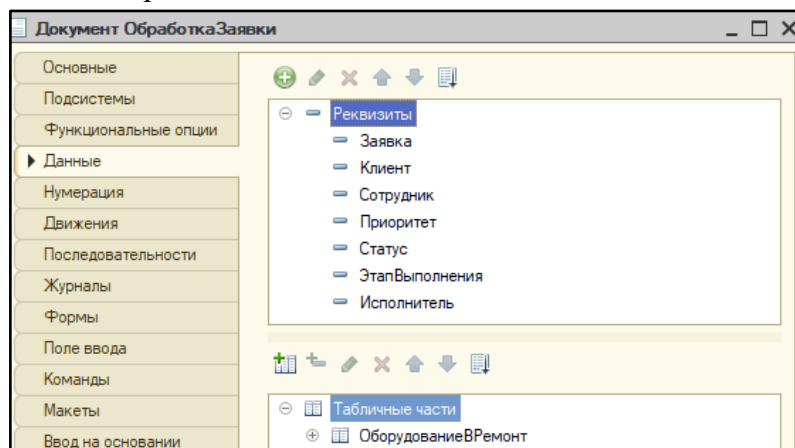 Документ ОбработкаЗаявки
Основные
Подсистемы
Функциональные опции
Данные
Нумерация
Движения
Последовательности
Журналы
Формы
Поле ввода
Команды
Макеты
Ввод на основании
Реквизиты
Заявка
Клиент
Сотрудник
Приоритет
Статус
ЭтапВыполнения
Исполнитель
Табличные части
ОборудованиеВРемонт